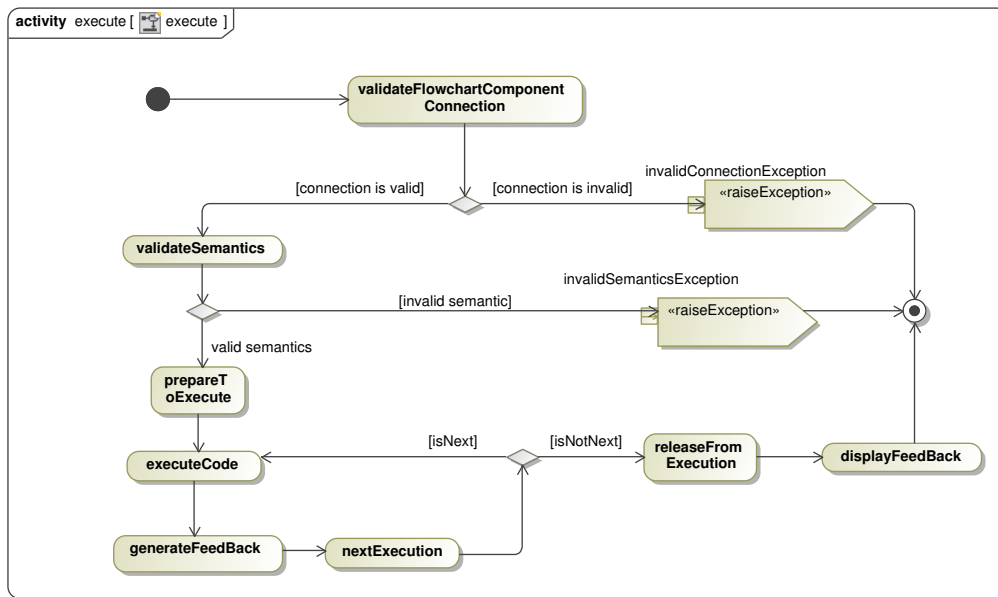 activity execute [ execute ]
validateFlowchartComponent
Connection
[connection is valid]
[connection is invalid]
invalidConnectionException
«raiseException»
validateSemantics
invalidSemanticsException
[invalid semantic]
«raiseException»
valid semantics
prepareT
oExecute
[isNext]
[isNotNext]
releaseFrom
Execution
displayFeedBack
executeCode
generateFeedBack
nextExecution